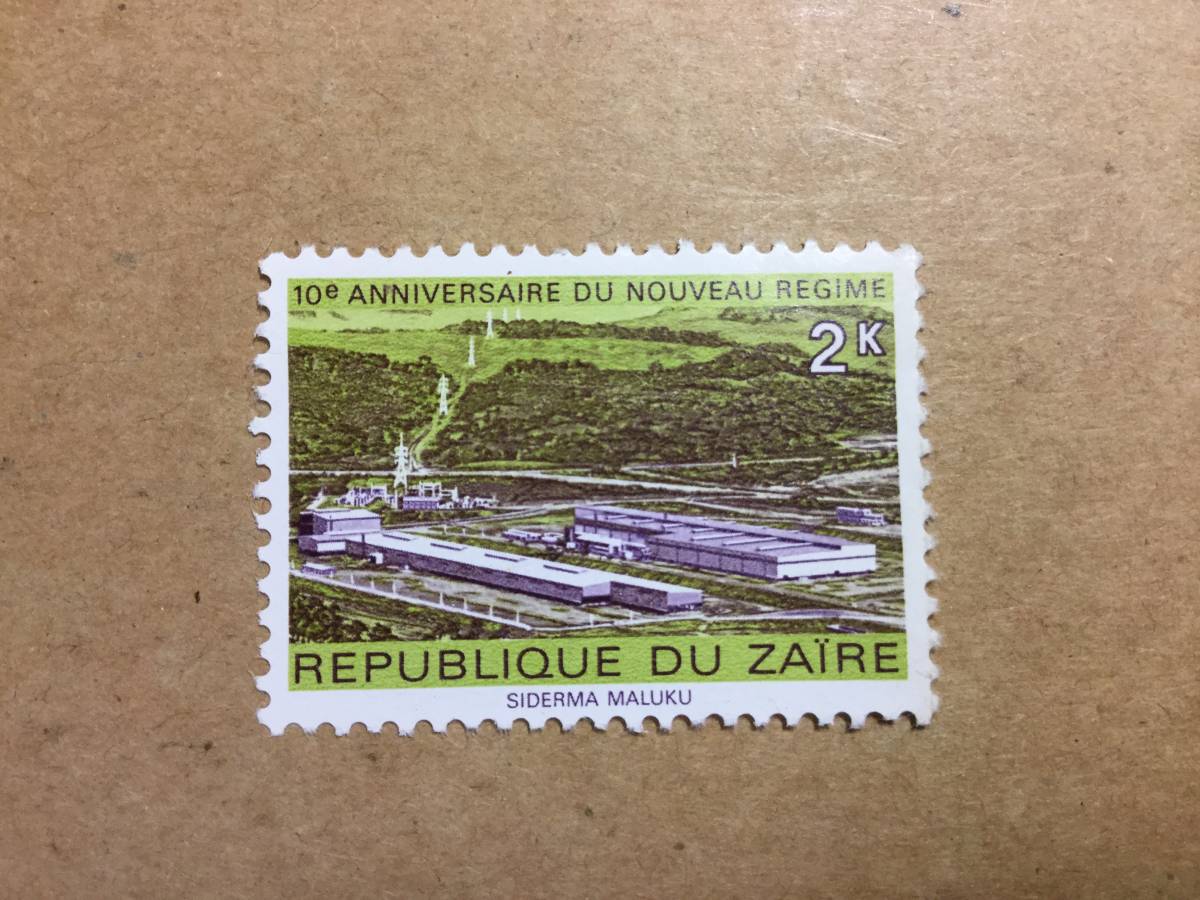 10e ANNIVERSAIRE DU NOUVEAU REGIME
2K
REPUBLIQUE DU ZAÏRE
SIDERMA MALUKU